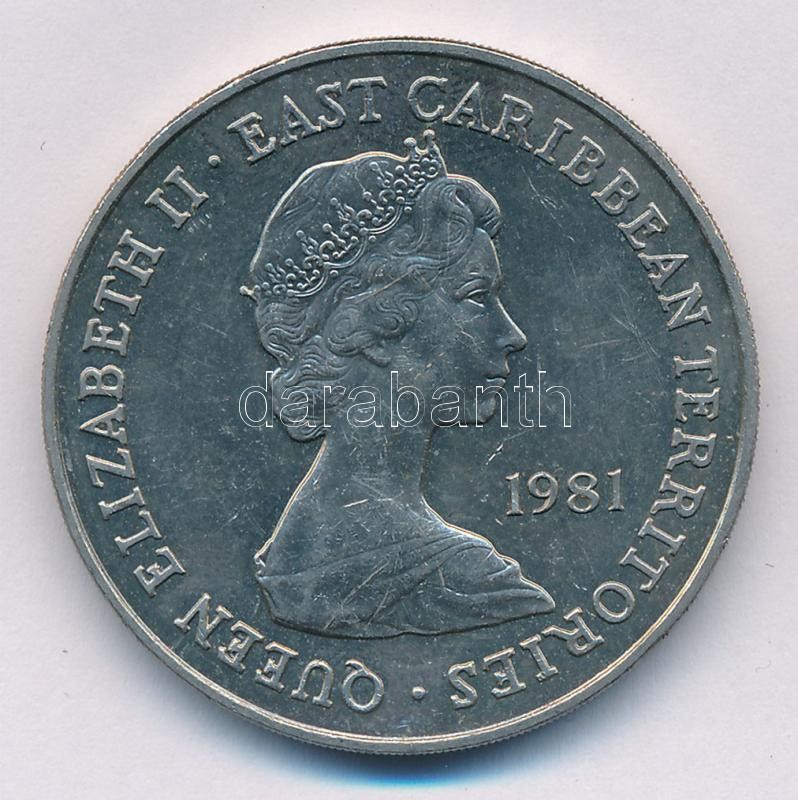 QUEEN ELIZABETH II · EAST CARIBBEAN TERRITORIES ·
1981
darabanth